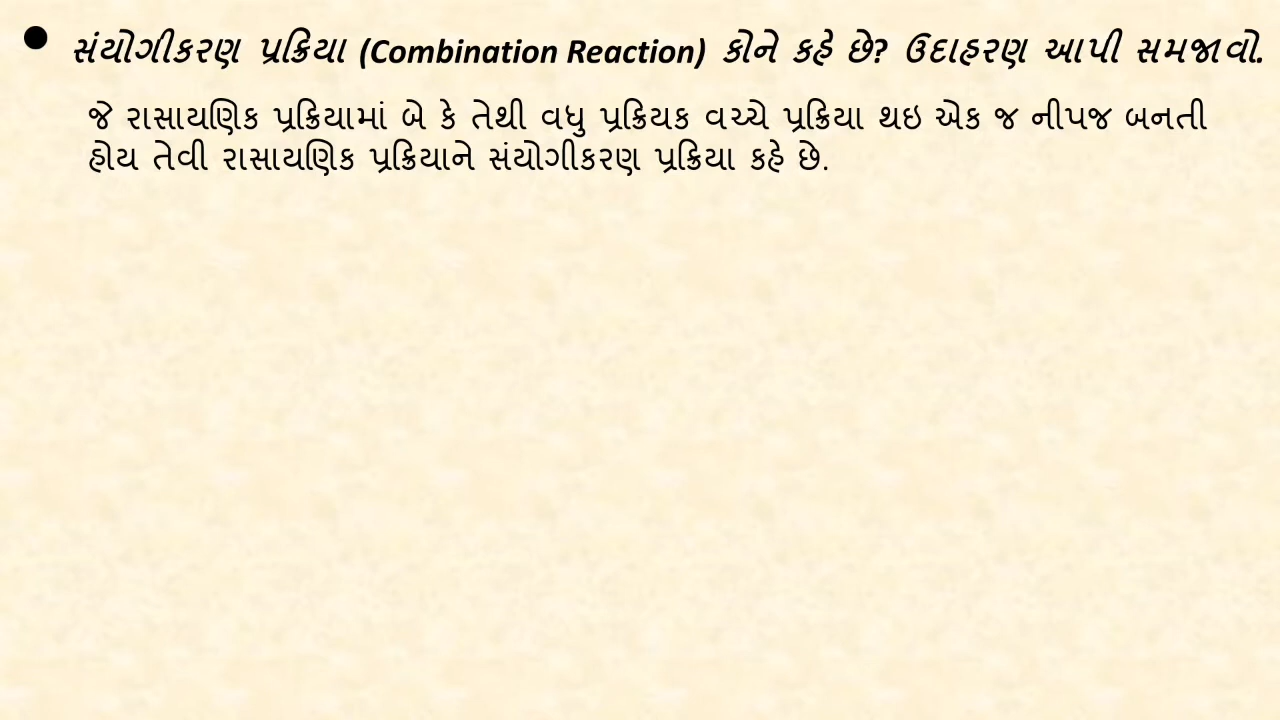 • સંયોગીકરણ પ્રક્રિયા (Combination Reaction) કોને કહે છે? ઉદાહરણ આપી સમજાવો.
જે રાસાયણિક પ્રક્રિયામાં બે કે તેથી વધુ પ્રક્રિયક વચ્ચે પ્રક્રિયા થઇ એક જ નીપજ બનતી
હોય તેવી રાસાયણિક પ્રક્રિયાને સંયોગીકરણ પ્રક્રિયા કહે છે.